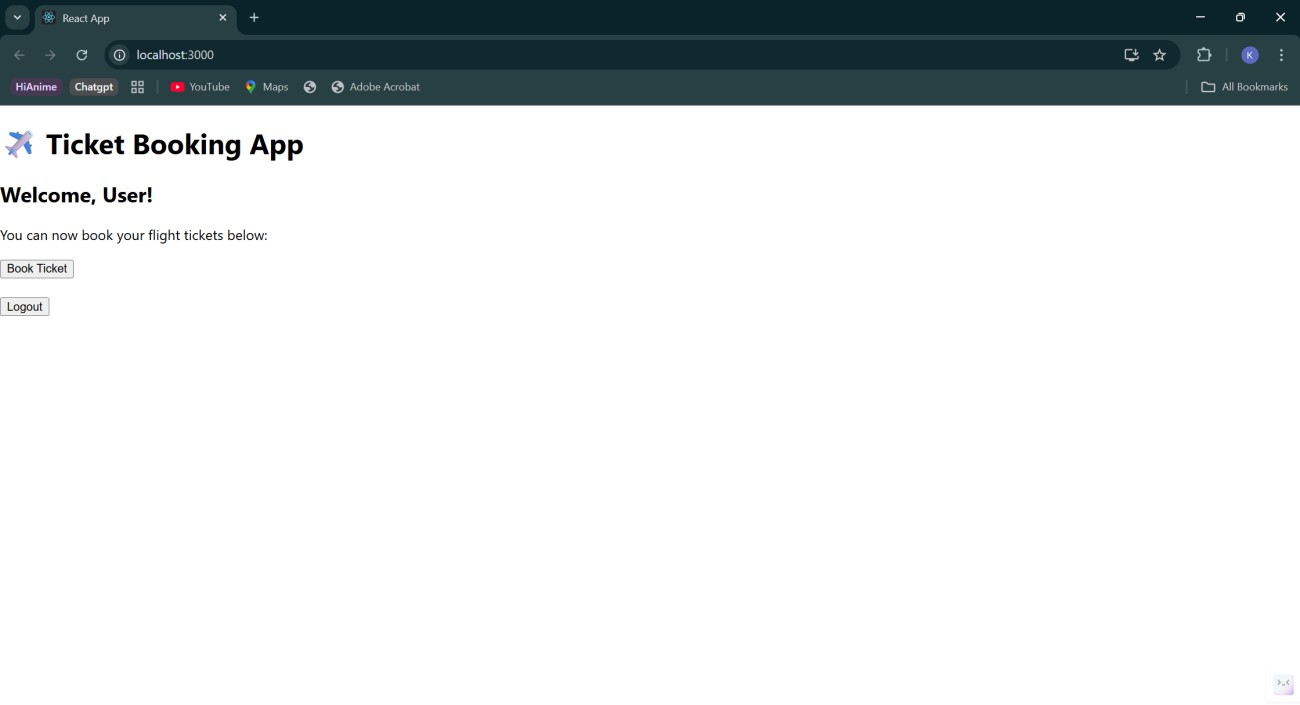 React App
localhost:3000
HiAnime Chatgpt YouTube Maps Adobe Acrobat All Bookmarks
K
✈️ Ticket Booking App
Welcome, User!
You can now book your flight tickets below:
Book Ticket
Logout